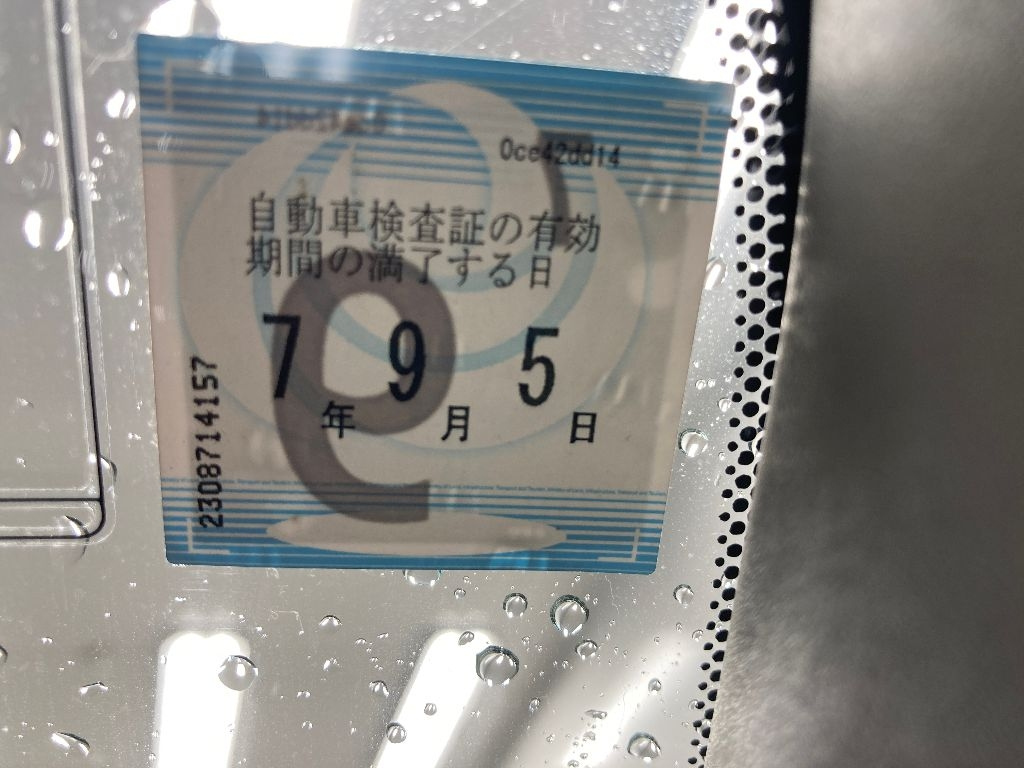 0ce42dd14
自動車検査証の有効
期間の満了する日
7年 9月 5日
2308714157